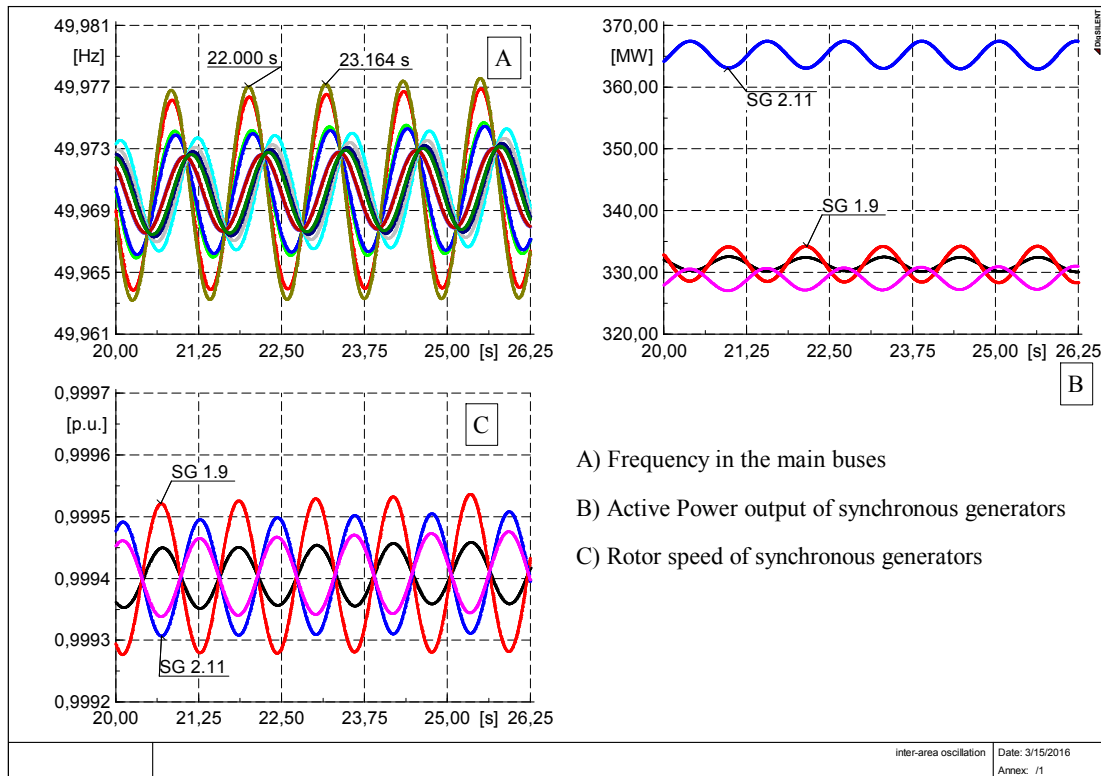 49,981
[Hz]
22.000 s
23.164 s
A
49,977
49,973
49,969
49,965
49,961
20,00 21,25 22,50 23,75 25,00 [s] 26,25
370,00
[MW]
B
360,00
SG 2.11
350,00
340,00
SG 1.9
330,00
320,00
20,00 21,25 22,50 23,75 25,00 [s] 26,25
DIgSILENT
0,9997
[p.u.]
C
0,9996
SG 1.9
0,9995
0,9994
0,9993
SG 2.11
0,9992
20,00 21,25 22,50 23,75 25,00 [s] 26,25
B
A) Frequency in the main buses
B) Active Power output of synchronous generators
C) Rotor speed of synchronous generators
inter-area oscillation
Date: 3/15/2016
Annex: /1